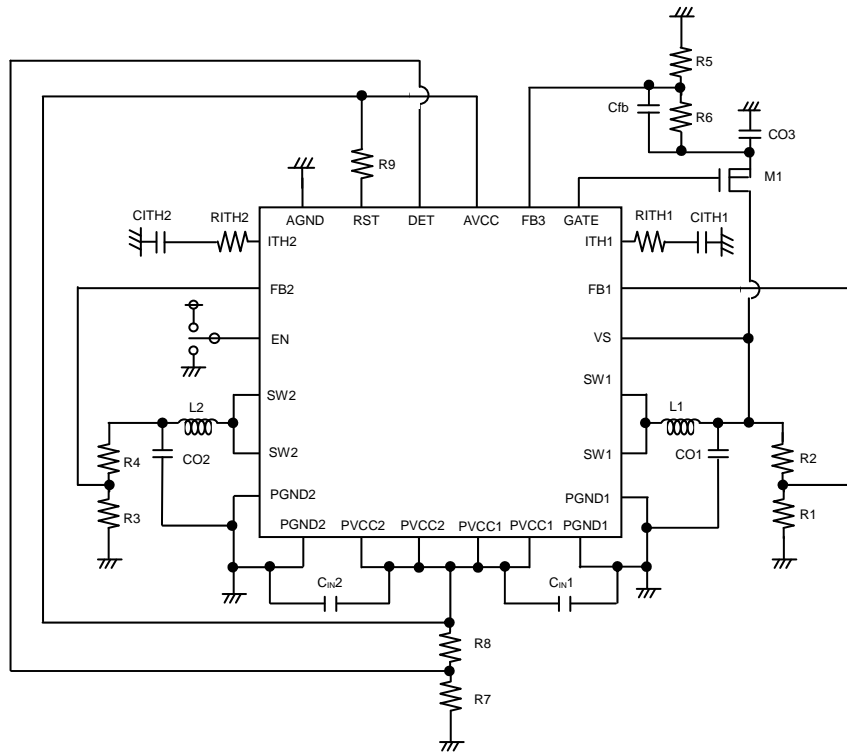 R5
Cfb
R6
CO3
R9
M1
CITH2
RITH2
AGND
RST
DET
AVCC
FB3
GATE
RITH1
CITH1
ITH2
ITH1
FB2
FB1
EN
VS
SW2
SW1
L2
L1
R4
CO2
SW2
SW1
CO1
R2
R3
PGND2
PGND1
R1
PGND2
PVCC2
PVCC2
PVCC1
PVCC1
PGND1
CIN2
CIN1
R8
R7